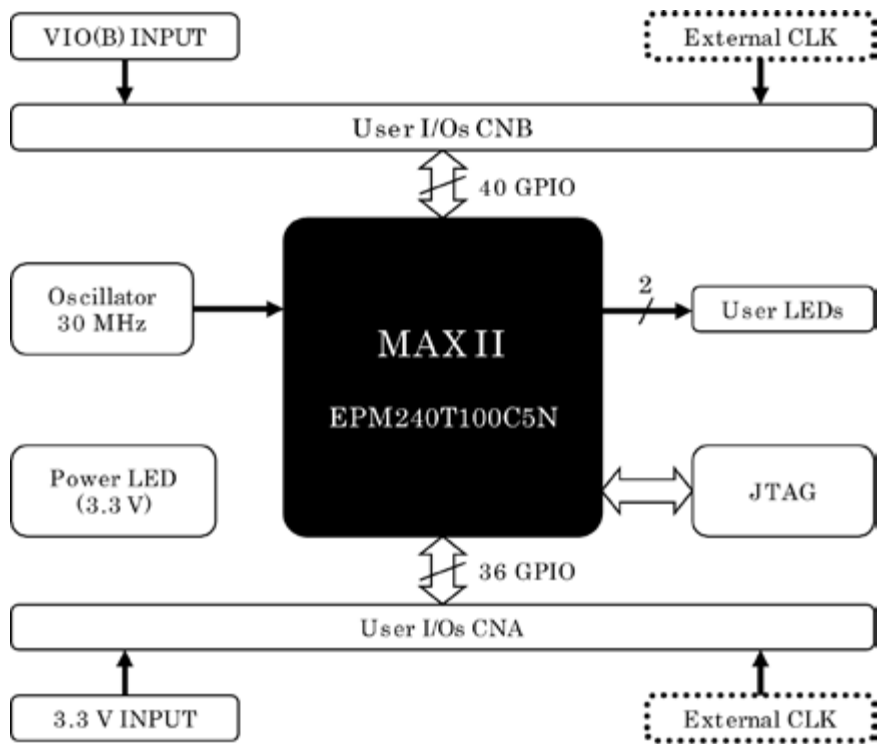 VIO(B) INPUT
External CLK
User I/Os CNB
40 GPIO
Oscillator
30 MHz
MAX II
EPM240T100C5N
2
User LEDs
Power LED
(3.3 V)
JTAG
36 GPIO
User I/Os CNA
3.3 V INPUT
External CLK